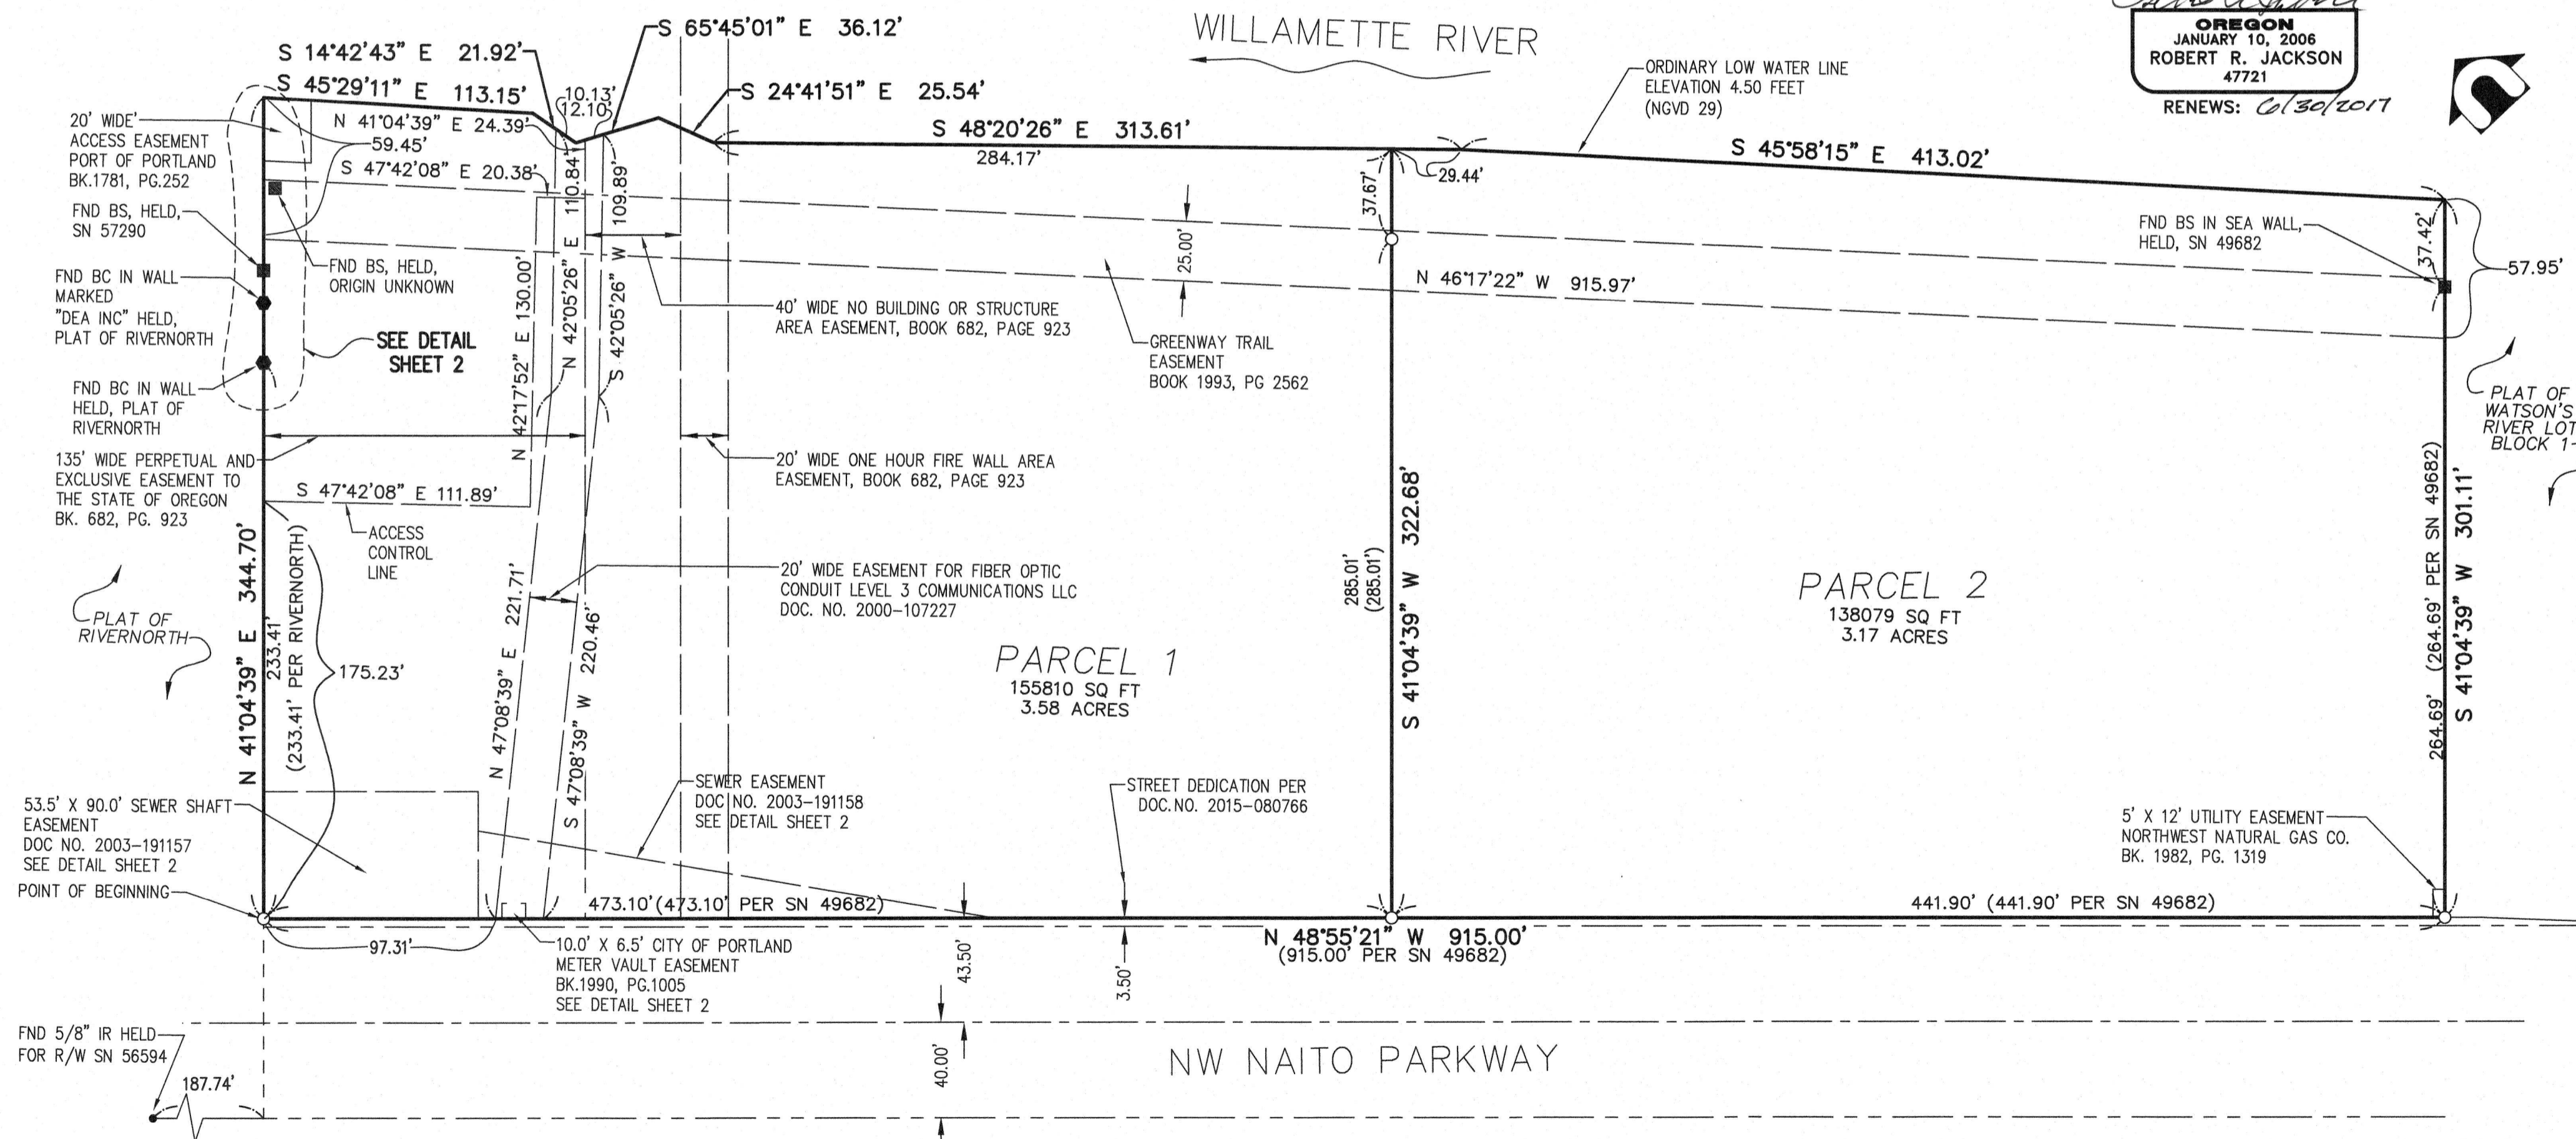 WILLAMETTE RIVER
OREGON
JANUARY 10, 2006
ROBERT R. JACKSON
47721
RENEWS: 6/30/2017
S 14°42'43" E 21.92'
S 65°45'01" E 36.12'
S 45°29'11" E 113.15'
10.13'
12.10'
S 24°41'51" E 25.54'
N 41°04'39" E 24.39'
59.45'
S 47°42'08" E 20.38'
S 48°20'26" E 313.61'
284.17'
ORDINARY LOW WATER LINE
ELEVATION 4.50 FEET
(NGVD 29)
S 45°58'15" E 413.02'
29.44'
37.67'
20' WIDE'
ACCESS EASEMENT
PORT OF PORTLAND
BK.1781, PG.252
FND BS, HELD,
SN 57290
FND BC IN WALL
MARKED
"DEA INC" HELD,
PLAT OF RIVERNORTH
FND BS, HELD,
ORIGIN UNKNOWN
SEE DETAIL
SHEET 2
FND BC IN WALL
HELD, PLAT OF
RIVERNORTH
135' WIDE PERPETUAL AND
EXCLUSIVE EASEMENT TO
THE STATE OF OREGON
BK. 682, PG. 923
N 42°17'52" E 130.00'
N 42°05'26" E 110.84'
S 42°05'26" W 109.89'
40' WIDE NO BUILDING OR STRUCTURE
AREA EASEMENT, BOOK 682, PAGE 923
25.00'
GREENWAY TRAIL
EASEMENT
BOOK 1993, PG 2562
N 46°17'22" W 915.97'
FND BS IN SEA WALL,
HELD, SN 49682
37.42'
57.95'
PLAT OF
WATSON'S
RIVER LOT
BLOCK 1-
20' WIDE ONE HOUR FIRE WALL AREA
EASEMENT, BOOK 682, PAGE 923
S 47°42'08" E 111.89'
ACCESS
CONTROL
LINE
20' WIDE EASEMENT FOR FIBER OPTIC
CONDUIT LEVEL 3 COMMUNICATIONS LLC
DOC. NO. 2000-107227
N 41°04'39" E 344.70'
233.41'
(233.41' PER RIVERNORTH)
175.23'
PLAT OF
RIVERNORTH
N 47°08'39" E 221.71'
S 47°08'39" W 220.46'
PARCEL 1
155810 SQ FT
3.58 ACRES
285.01'
(285.01')
S 41°04'39" W 322.68'
PARCEL 2
138079 SQ FT
3.17 ACRES
264.69' (264.69' PER SN 49682)
S 41°04'39" W 301.11'
53.5' X 90.0' SEWER SHAFT
EASEMENT
DOC NO. 2003-191157
SEE DETAIL SHEET 2
POINT OF BEGINNING
SEWER EASEMENT
DOC NO. 2003-191158
SEE DETAIL SHEET 2
STREET DEDICATION PER
DOC.NO. 2015-080766
5' X 12' UTILITY EASEMENT
NORTHWEST NATURAL GAS CO.
BK. 1982, PG. 1319
473.10'(473.10' PER SN 49682)
441.90' (441.90' PER SN 49682)
97.31'
10.0' X 6.5' CITY OF PORTLAND
METER VAULT EASEMENT
BK.1990, PG.1005
SEE DETAIL SHEET 2
43.50'
3.50'
N 48°55'21" W 915.00'
(915.00' PER SN 49682)
FND 5/8" IR HELD
FOR R/W SN 56594
187.74'
40.00'
NW NAITO PARKWAY